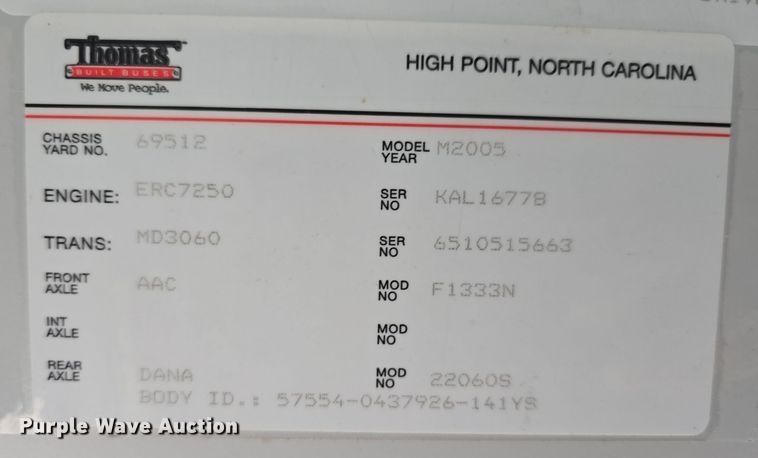 Thomas
BUILT BUSES
We Move People.
HIGH POINT, NORTH CAROLINA
CHASSIS YARD NO. 69512 MODEL YEAR M2005
ENGINE: ERC7250 SER NO KAL16778
TRANS: MD3060 SER NO 6510515663
FRONT AXLE AAC MOD NO F1333N
INT AXLE MOD NO
REAR AXLE DANA MOD NO 22060S
BODY ID.: 57554-0437926-141YS
Purple Wave Auction